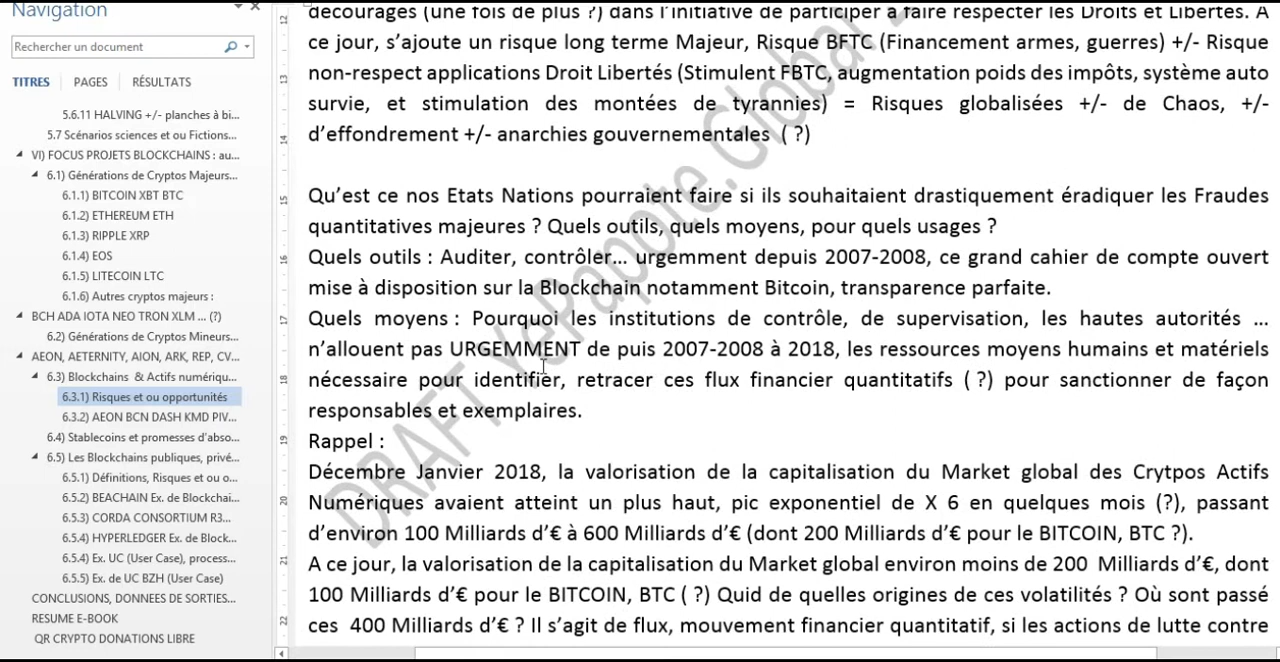 Navigation
Rechercher un document
TITRES PAGES RÉSULTATS
5.6.11 HALVING +/- planches à bi...
5.7 Scénarios sciences et ou Fictions...
VI) FOCUS PROJETS BLOCKCHAINS : au...
6.1) Générations de Cryptos Majeurs...
6.1.1) BITCOIN XBT BTC
6.1.2) ETHEREUM ETH
6.1.3) RIPPLE XRP
6.1.4) EOS
6.1.5) LITECOIN LTC
6.1.6) Autres cryptos majeurs :
BCH ADA IOTA NEO TRON XLM ... (?)
6.2) Générations de Cryptos Mineurs...
AEON, AETERNITY, AION, ARK, REP, CV...
6.3) Blockchains & Actifs numériqu...
6.3.1) Risques et ou opportunités
6.3.2) AEON BCN DASH KMD PIV...
6.4) Stablecoins et promesses d'abso...
6.5) Les Blockchains publiques, privé...
6.5.1) Définitions, Risques et ou o...
6.5.2) BEACHAIN Ex. de Blockchai...
6.5.3) CORDA CONSORTIUM R3...
6.5.4) HYPERLEDGER Ex. de Block...
6.5.4) Ex. UC (User Case), process...
6.5.5) Ex. de UC BZH (User Case)
CONCLUSIONS, DONNEES DE SORTIES...
RESUME E-BOOK
QR CRYPTO DONATIONS LIBRE
12
13
14
15
16
17
18
19
20
21
22
découragés (une fois de plus ?) dans l'initiative de participer à faire respecter les Droits et Libertés. A
ce jour, s'ajoute un risque long terme Majeur, Risque BFTC (Financement armes, guerres) +/- Risque
non-respect applications Droit Libertés (Stimulent FBTC, augmentation poids des impôts, système auto
survie, et stimulation des montées de tyrannies) = Risques globalisées +/- de Chaos, +/-
d'effondrement +/- anarchies gouvernementales ( ?)
Qu'est ce nos Etats Nations pourraient faire si ils souhaitaient drastiquement éradiquer les Fraudes
quantitatives majeures ? Quels outils, quels moyens, pour quels usages ?
Quels outils : Auditer, contrôler... urgemment depuis 2007-2008, ce grand cahier de compte ouvert
mise à disposition sur la Blockchain notamment Bitcoin, transparence parfaite.
Quels moyens : Pourquoi les institutions de contrôle, de supervision, les hautes autorités ...
n'allouent pas URGEMMENT de puis 2007-2008 à 2018, les ressources moyens humains et matériels
nécessaire pour identifier, retracer ces flux financier quantitatifs ( ?) pour sanctionner de façon
responsables et exemplaires.
Rappel :
Décembre Janvier 2018, la valorisation de la capitalisation du Market global des Crytpos Actifs
Numériques avaient atteint un plus haut, pic exponentiel de X 6 en quelques mois (?), passant
d'environ 100 Milliards d'€ à 600 Milliards d'€ (dont 200 Milliards d'€ pour le BITCOIN, BTC ?).
A ce jour, la valorisation de la capitalisation du Market global environ moins de 200 Milliards d'€, dont
100 Milliards d'€ pour le BITCOIN, BTC ( ?) Quid de quelles origines de ces volatilités ? Où sont passé
ces 400 Milliards d'€ ? Il s'agit de flux, mouvement financier quantitatif, si les actions de lutte contre
DRAFT VePapote.Global